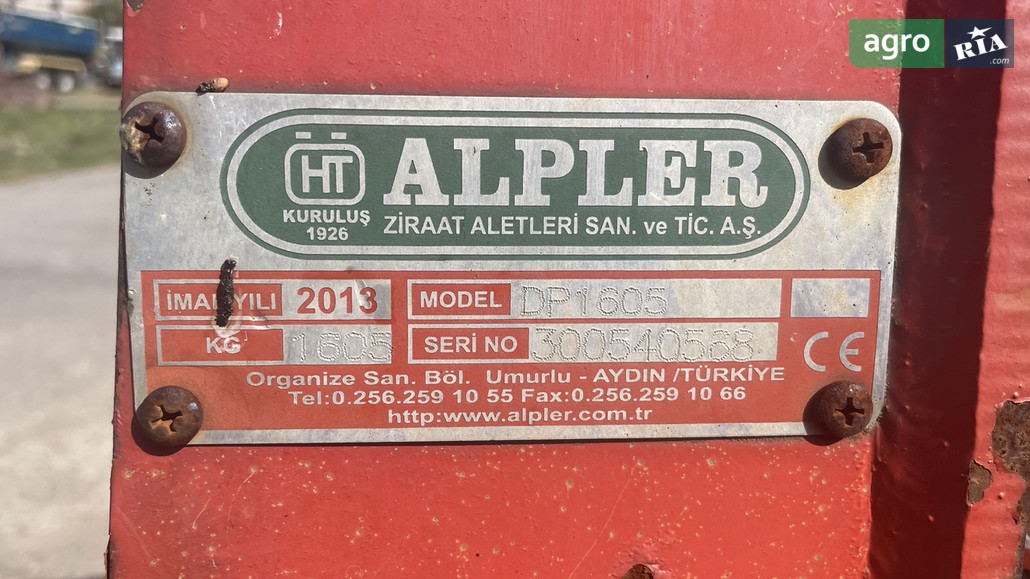 agro RIA .com
HT ALPLER
KURULUŞ 1926
ZİRAAT ALETLERİ SAN. ve TİC. A.Ş.
İMAL YILI 2013 MODEL DP1605
KG 1605 SERİ NO 300540568
CE
Organize San. Böl. Umurlu - AYDIN /TÜRKİYE
Tel:0.256.259 10 55 Fax:0.256.259 10 66
http:www.alpler.com.tr